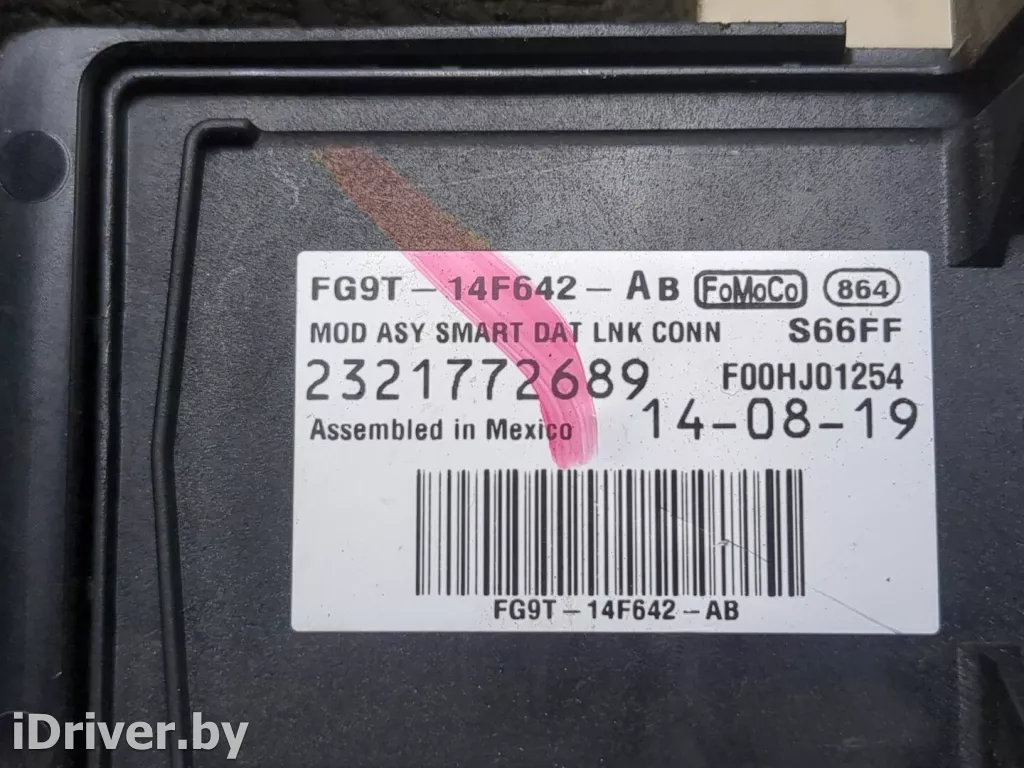 FG9T-14F642-AB FoMoCo 864
MOD ASY SMART DAT LNK CONN S66FF
2321772689 F00HJ01254
Assembled in Mexico 14-08-19
FG9T-14F642-AB
iDriver.by